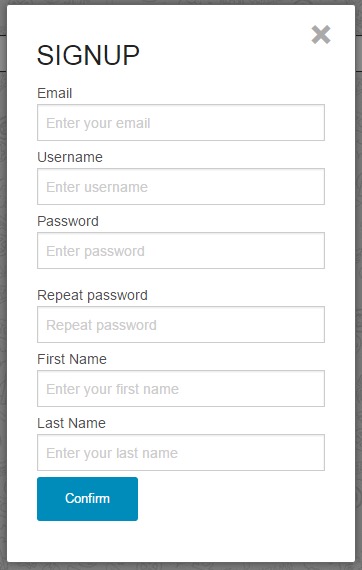 SIGNUP
Email
Enter your email
Username
Enter username
Password
Enter password
Repeat password
Repeat password
First Name
Enter your first name
Last Name
Enter your last name
Confirm